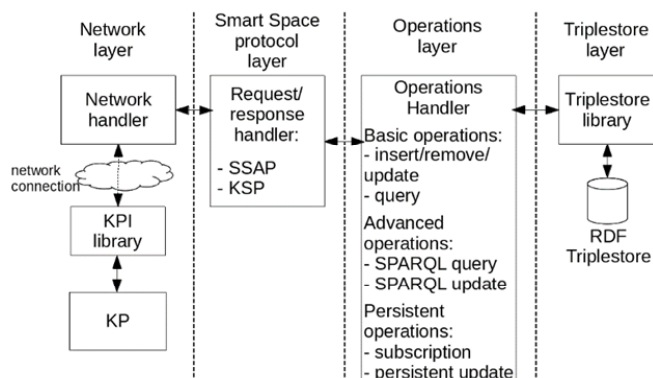 Network
layer
Network
handler
network
connection
KPI
library
KP
Smart Space
protocol
layer
Request/
response
handler:
- SSAP
- KSP
Operations
layer
Operations
Handler
Basic operations:
- insert/remove/
update
- query
Advanced
operations:
- SPARQL query
- SPARQL update
Persistent
operations:
- subscription
- persistent update
Triplestore
layer
Triplestore
library
RDF
Triplestore